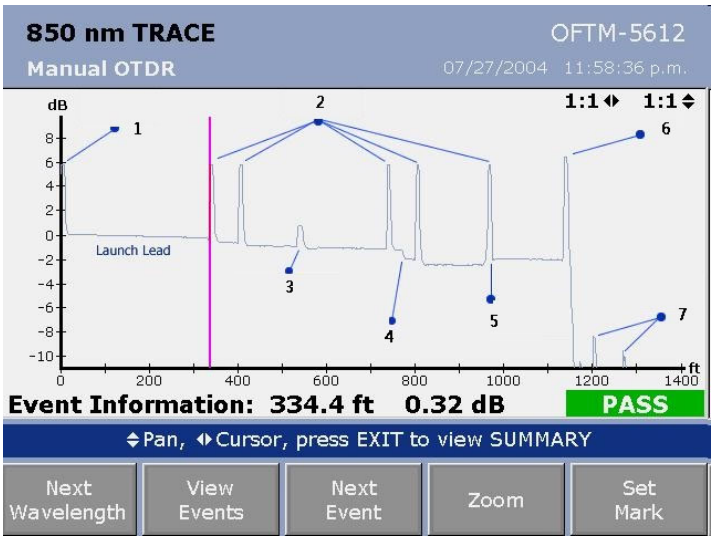 850 nm TRACE OFTM-5612
Manual OTDR 07/27/2004 11:58:36 p.m.
dB 2 1:1 1:1
1 6
8
6
4
2
0
Launch Lead
-2
3
-4
4 5 7
-6
-8
-10
ft
0 200 400 600 800 1000 1200 1400
Event Information: 334.4 ft 0.32 dB PASS
Pan, Cursor, press EXIT to view SUMMARY
Next Wavelength
View Events
Next Event
Zoom
Set Mark